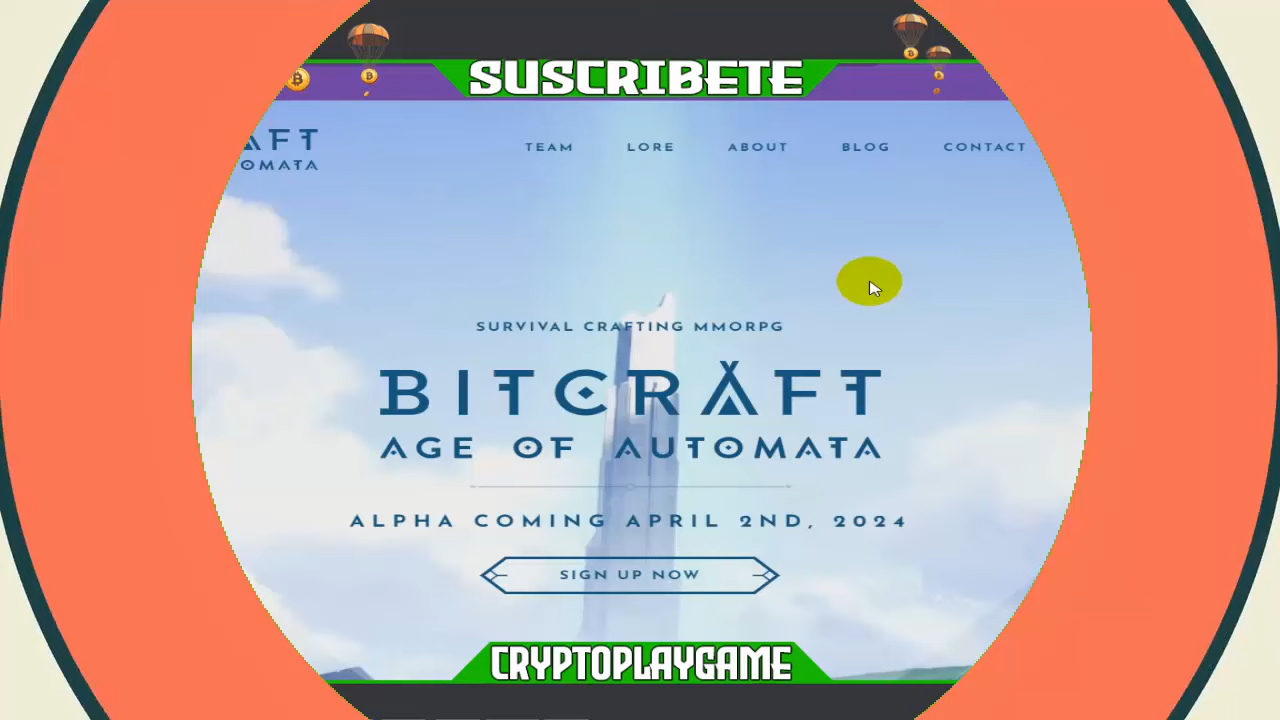 SUSCRIBETE
AFT
OMATA
TEAM LORE ABOUT BLOG CONTACT
SURVIVAL CRAFTING MMORPG
BITCRAFT
AGE OF AUTOMATA
ALPHA COMING APRIL 2ND, 2024
SIGN UP NOW
CRYPTOPLAYGAME